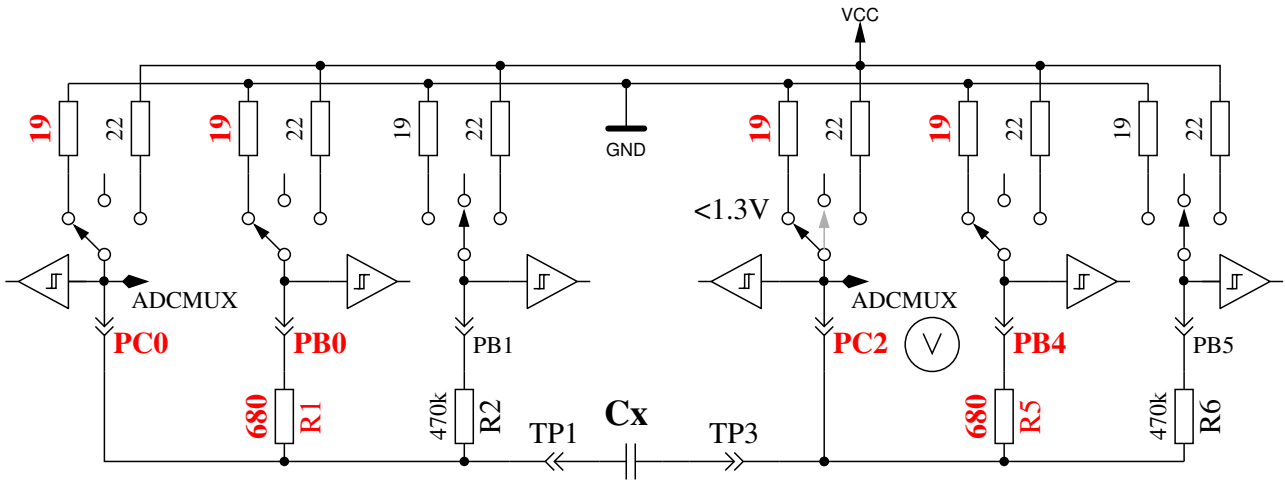 VCC
19
22
19
22
19
22
GND
19
22
19
22
19
22
<1.3V
ADCMUX
ADCMUX
PC0
PB0
PB1
PC2
V
PB4
PB5
680
R1
470k
R2
Cx
680
R5
470k
R6
TP1
TP3